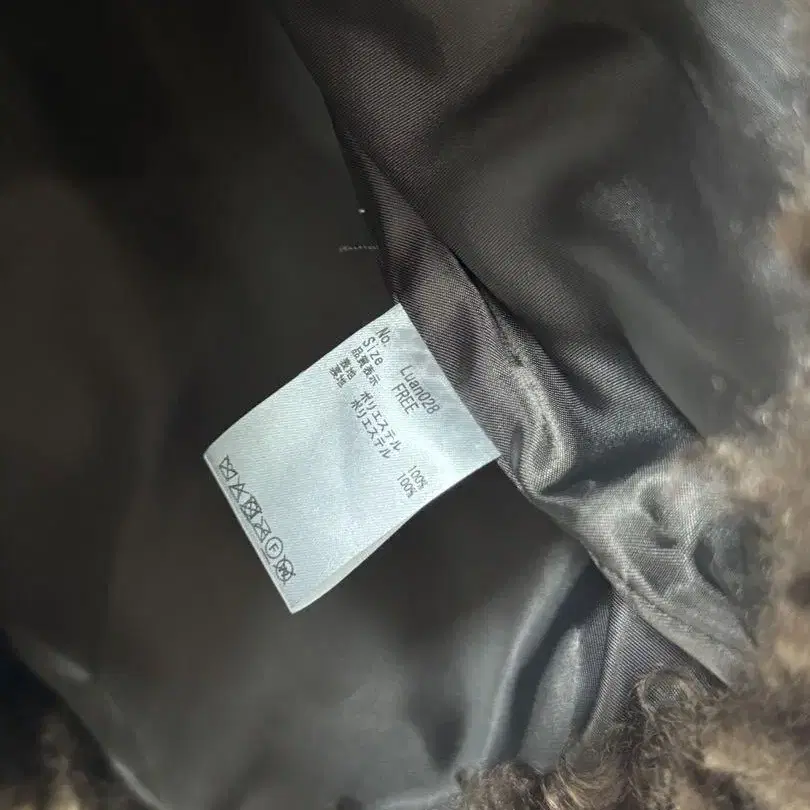 No. Luan028
Size FREE
品質表示
表地 ポリエステル 100%
裏地 ポリエステル 100%
F
W